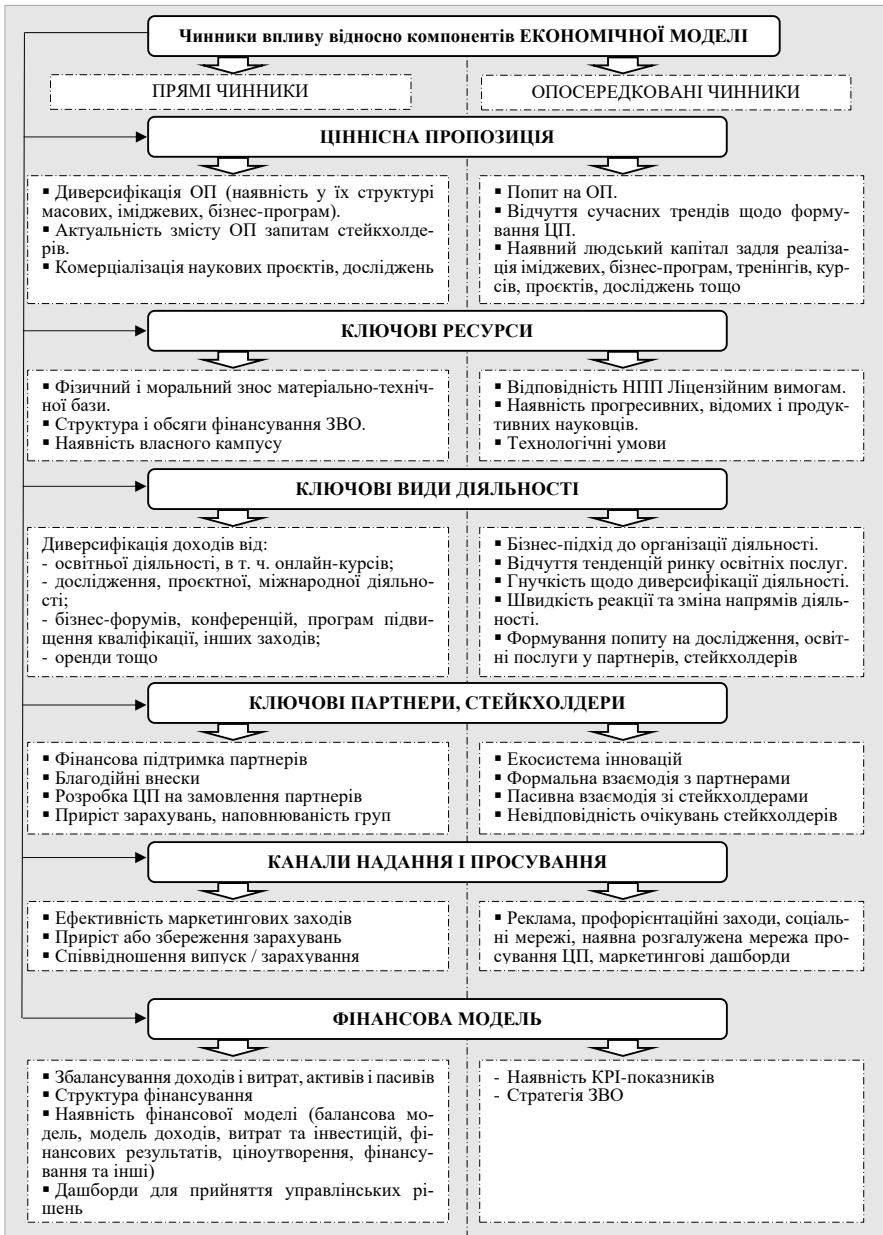 Чинники впливу відносно компонентів ЕКОНОМІЧНОЇ МОДЕЛІ
ПРЯМІ ЧИННИКИ
ОПОСЕРЕДКОВАНІ ЧИННИКИ
ЦІННІСНА ПРОПОЗИЦІЯ
▪ Диверсифікація ОП (наявність у їх структурі
масових, іміджевих, бізнес-програм).
▪ Актуальність змісту ОП запитам стейкхолде-
рів.
▪ Комерціалізація наукових проєктів, досліджень
▪ Попит на ОП.
▪ Відчуття сучасних трендів щодо форму-
вання ЦП.
▪ Наявний людський капітал задля реаліза-
ція іміджевих, бізнес-програм, тренінгів, кур-
сів, проєктів, досліджень тощо
КЛЮЧОВІ РЕСУРСИ
▪ Фізичний і моральний знос матеріально-техніч-
ної бази.
▪ Структура і обсяги фінансування ЗВО.
▪ Наявність власного кампусу
▪ Відповідність НПП Ліцензійним вимогам.
▪ Наявність прогресивних, відомих і продук-
тивних науковців.
▪ Технологічні умови
КЛЮЧОВІ ВИДИ ДІЯЛЬНОСТІ
Диверсифікація доходів від:
- освітньої діяльності, в т. ч. онлайн-курсів;
- дослідження, проєктної, міжнародної діяльно-
сті;
- бізнес-форумів, конференцій, програм підви-
щення кваліфікації, інших заходів;
- оренди тощо
▪ Бізнес-підхід до організації діяльності.
▪ Відчуття тенденцій ринку освітніх послуг.
▪ Гнучкість щодо диверсифікації діяльності.
▪ Швидкість реакції та зміна напрямів діяль-
ності.
▪ Формування попиту на дослідження, освіт-
ні послуги у партнерів, стейкхолдерів
КЛЮЧОВІ ПАРТНЕРИ, СТЕЙКХОЛДЕРИ
▪ Фінансова підтримка партнерів
▪ Благодійні внески
▪ Розробка ЦП на замовлення партнерів
▪ Приріст зарахувань, наповнюваність груп
▪ Екосистема інновацій
▪ Формальна взаємодія з партнерами
▪ Пасивна взаємодія зі стейкхолдерами
▪ Невідповідність очікувань стейкхолдерів
КАНАЛИ НАДАННЯ І ПРОСУВАННЯ
▪ Ефективність маркетингових заходів
▪ Приріст або збереження зарахувань
▪ Співвідношення випуск / зарахування
▪ Реклама, профорієнтаційні заходи, соціаль-
ні мережі, наявна розгалужена мережа про-
сування ЦП, маркетингові дашборди
ФІНАНСОВА МОДЕЛЬ
▪ Збалансування доходів і витрат, активів і пасивів
▪ Структура фінансування
▪ Наявність фінансової моделі (балансова мо-
дель, модель доходів, витрат та інвестицій, фі-
нансових результатів, ціноутворення, фінансу-
вання та інші)
▪ Дашборди для прийняття управлінських рі-
шень
- Наявність KPI-показників
- Стратегія ЗВО